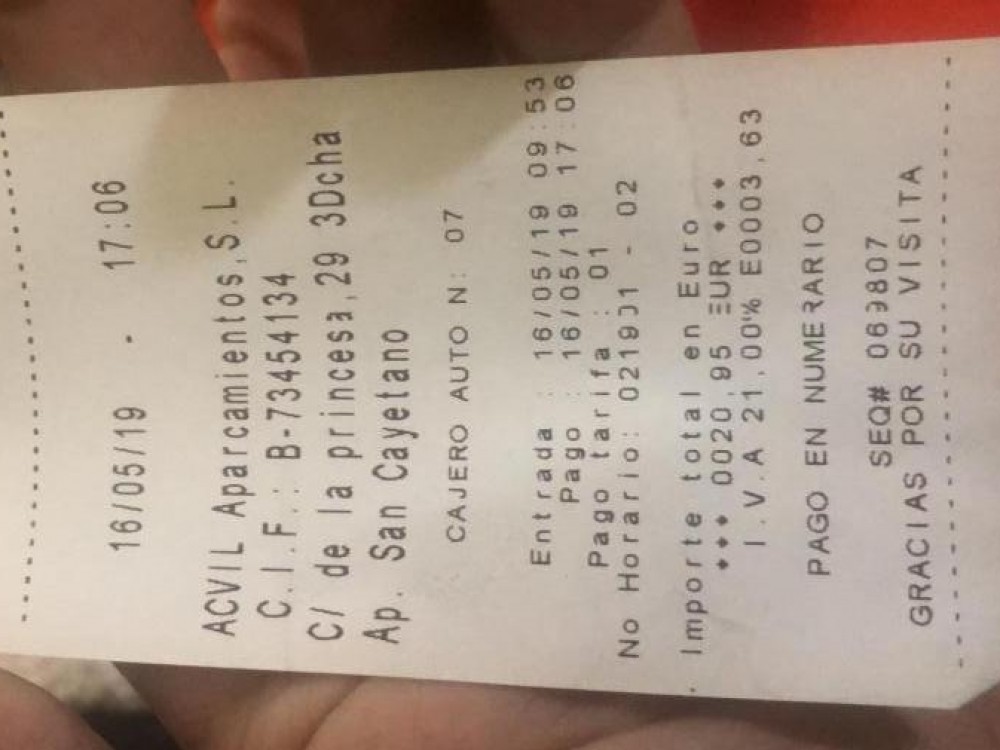 16/05/19 - 17:06
ACVIL Aparcamientos,S.L.
C.I.F.: B-73454134
C/ de la princesa,29 3Dcha
Ap. San Cayetano
CAJERO AUTO N: 07
Entrada : 16/05/19 09:53
Pago : 16/05/19 17:06
Pago tarifa : 01
No Horario: 021901 - 02
Importe total en Euro
*** 0020,95 EUR ***
I.V.A 21,00% E0003,63
PAGO EN NUMERARIO
SEQ# 069807
GRACIAS POR SU VISITA